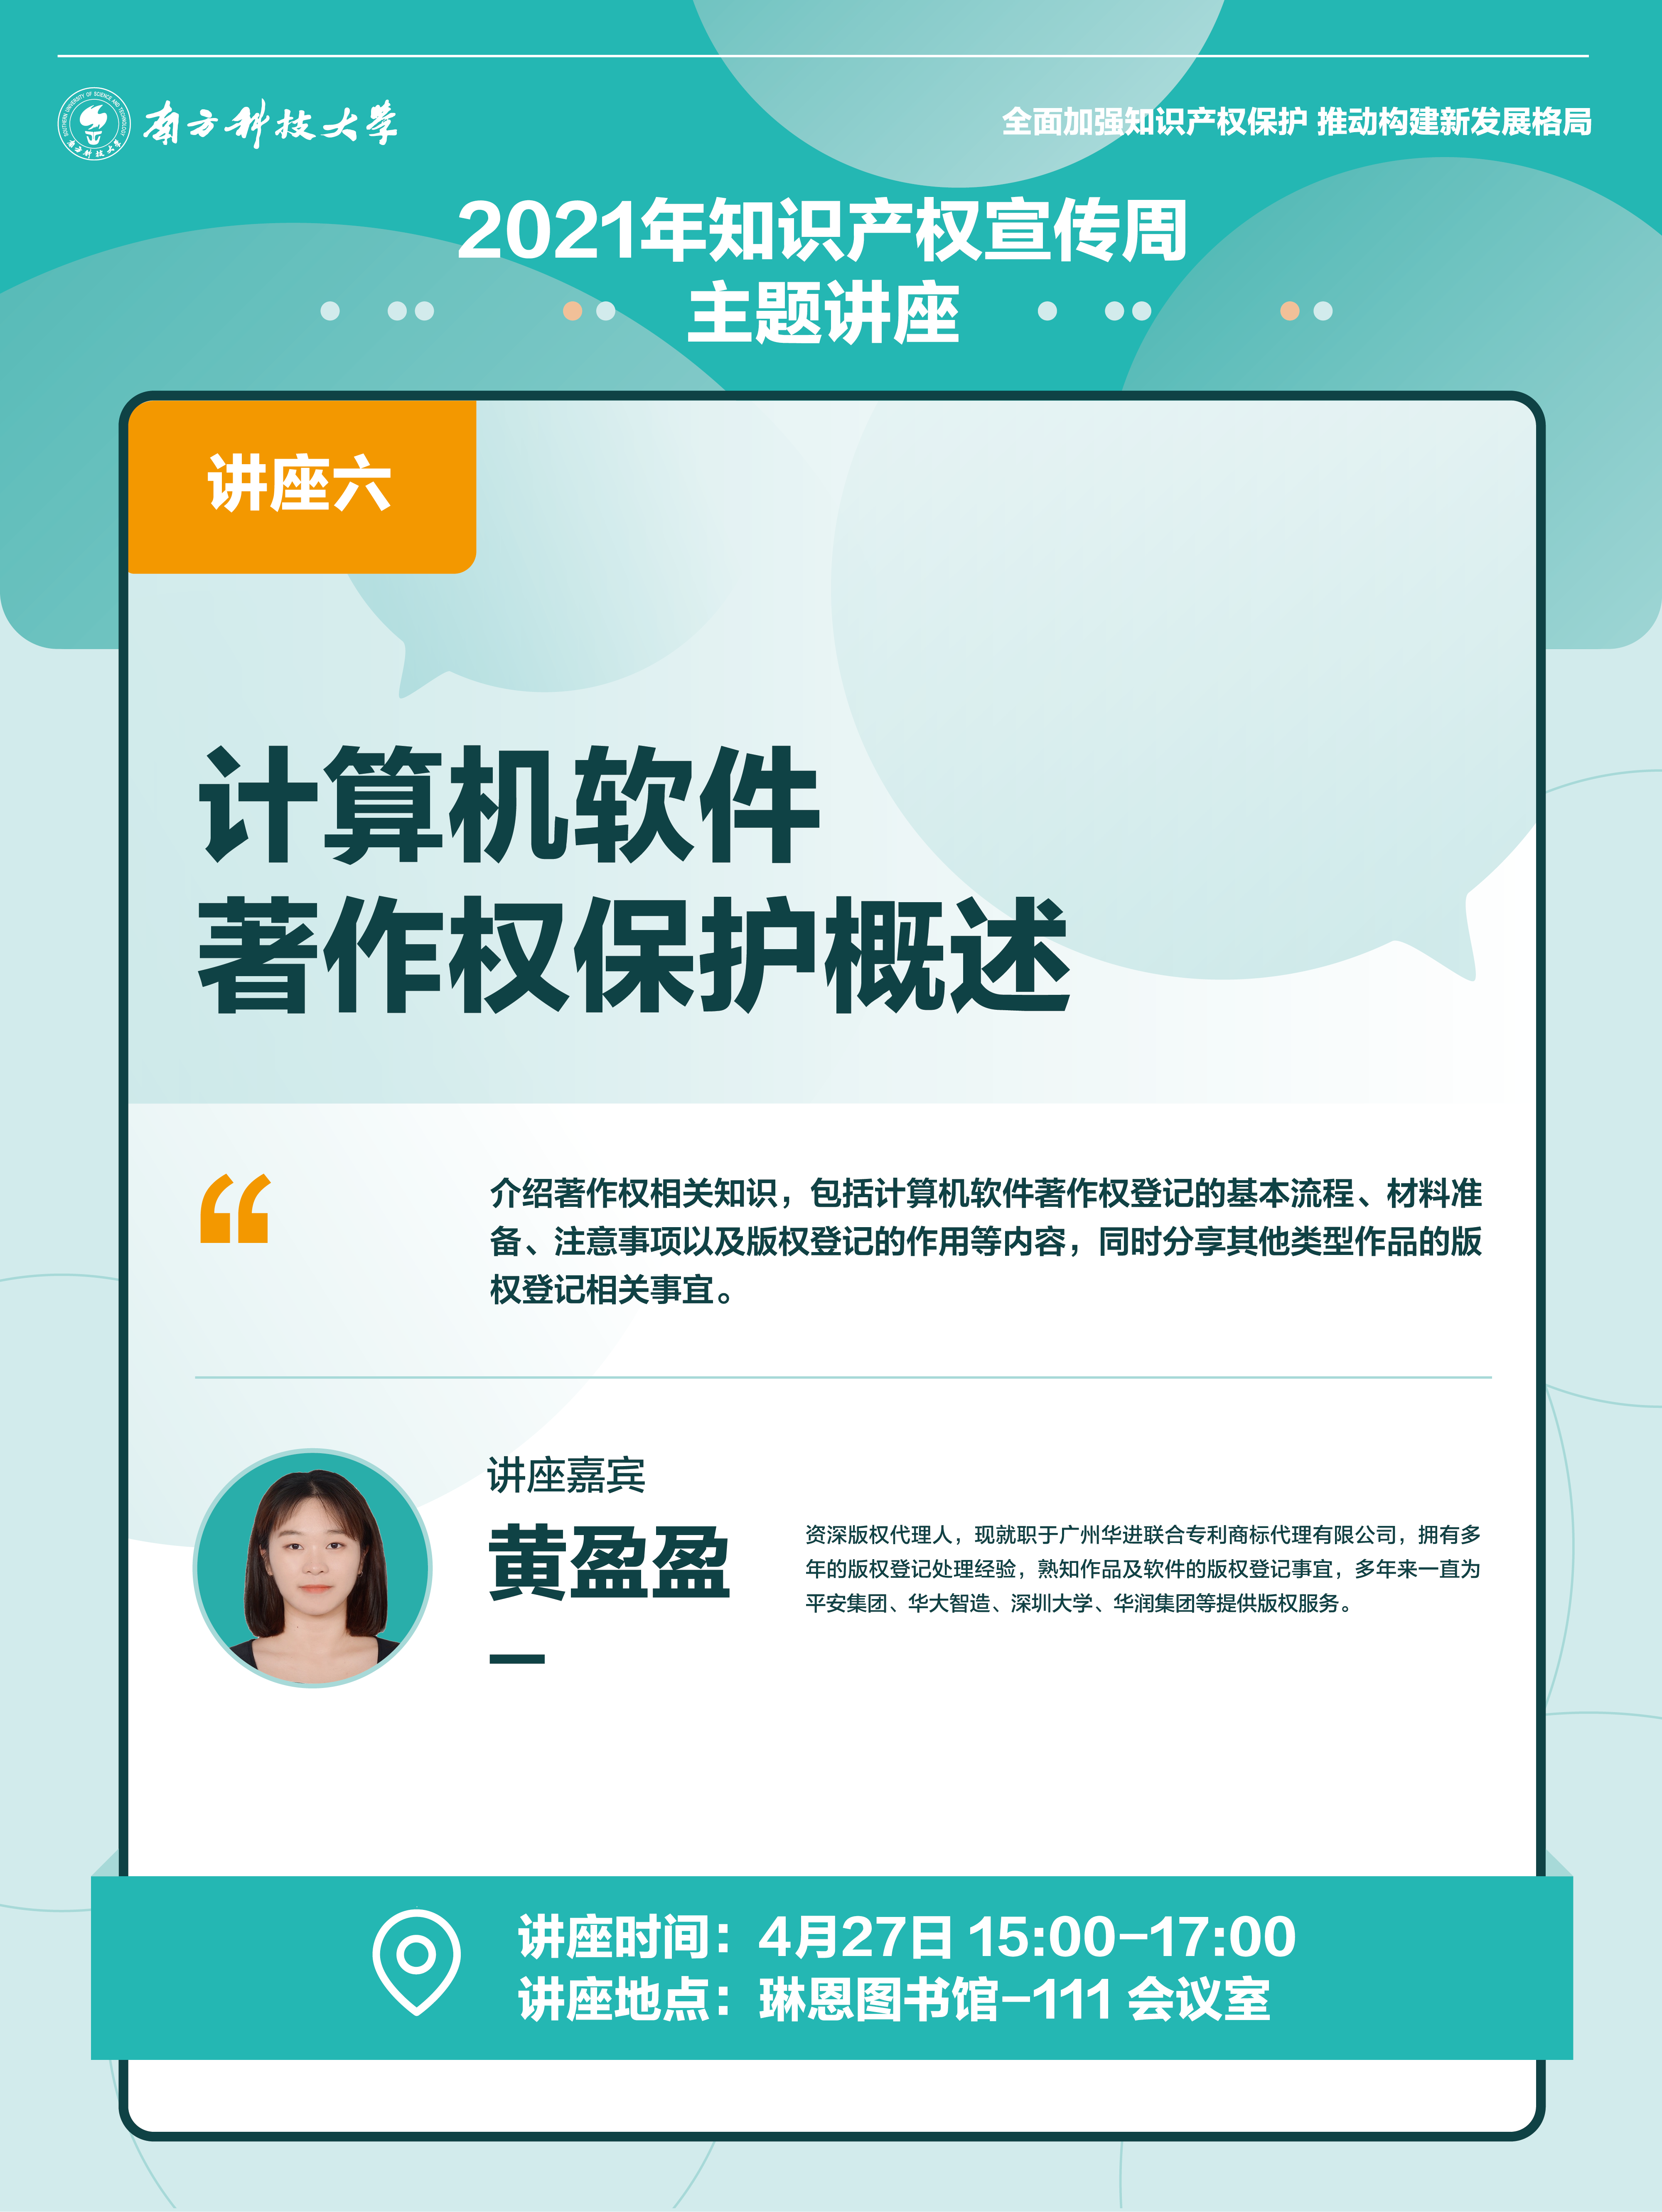 SOUTHERN UNIVERSITY OF SCIENCE AND TECHNOLOGY
南方科技大学
南方科技大学
全面加强知识产权保护 推动构建新发展格局
2021年知识产权宣传周
主题讲座
讲座六
计算机软件
著作权保护概述
介绍著作权相关知识，包括计算机软件著作权登记的基本流程、材料准
备、注意事项以及版权登记的作用等内容，同时分享其他类型作品的版
权登记相关事宜。
讲座嘉宾
黄盈盈
资深版权代理人，现就职于广州华进联合专利商标代理有限公司，拥有多
年的版权登记处理经验，熟知作品及软件的版权登记事宜，多年来一直为
平安集团、华大智造、深圳大学、华润集团等提供版权服务。
讲座时间：4月27日 15:00-17:00
讲座地点：琳恩图书馆-111 会议室